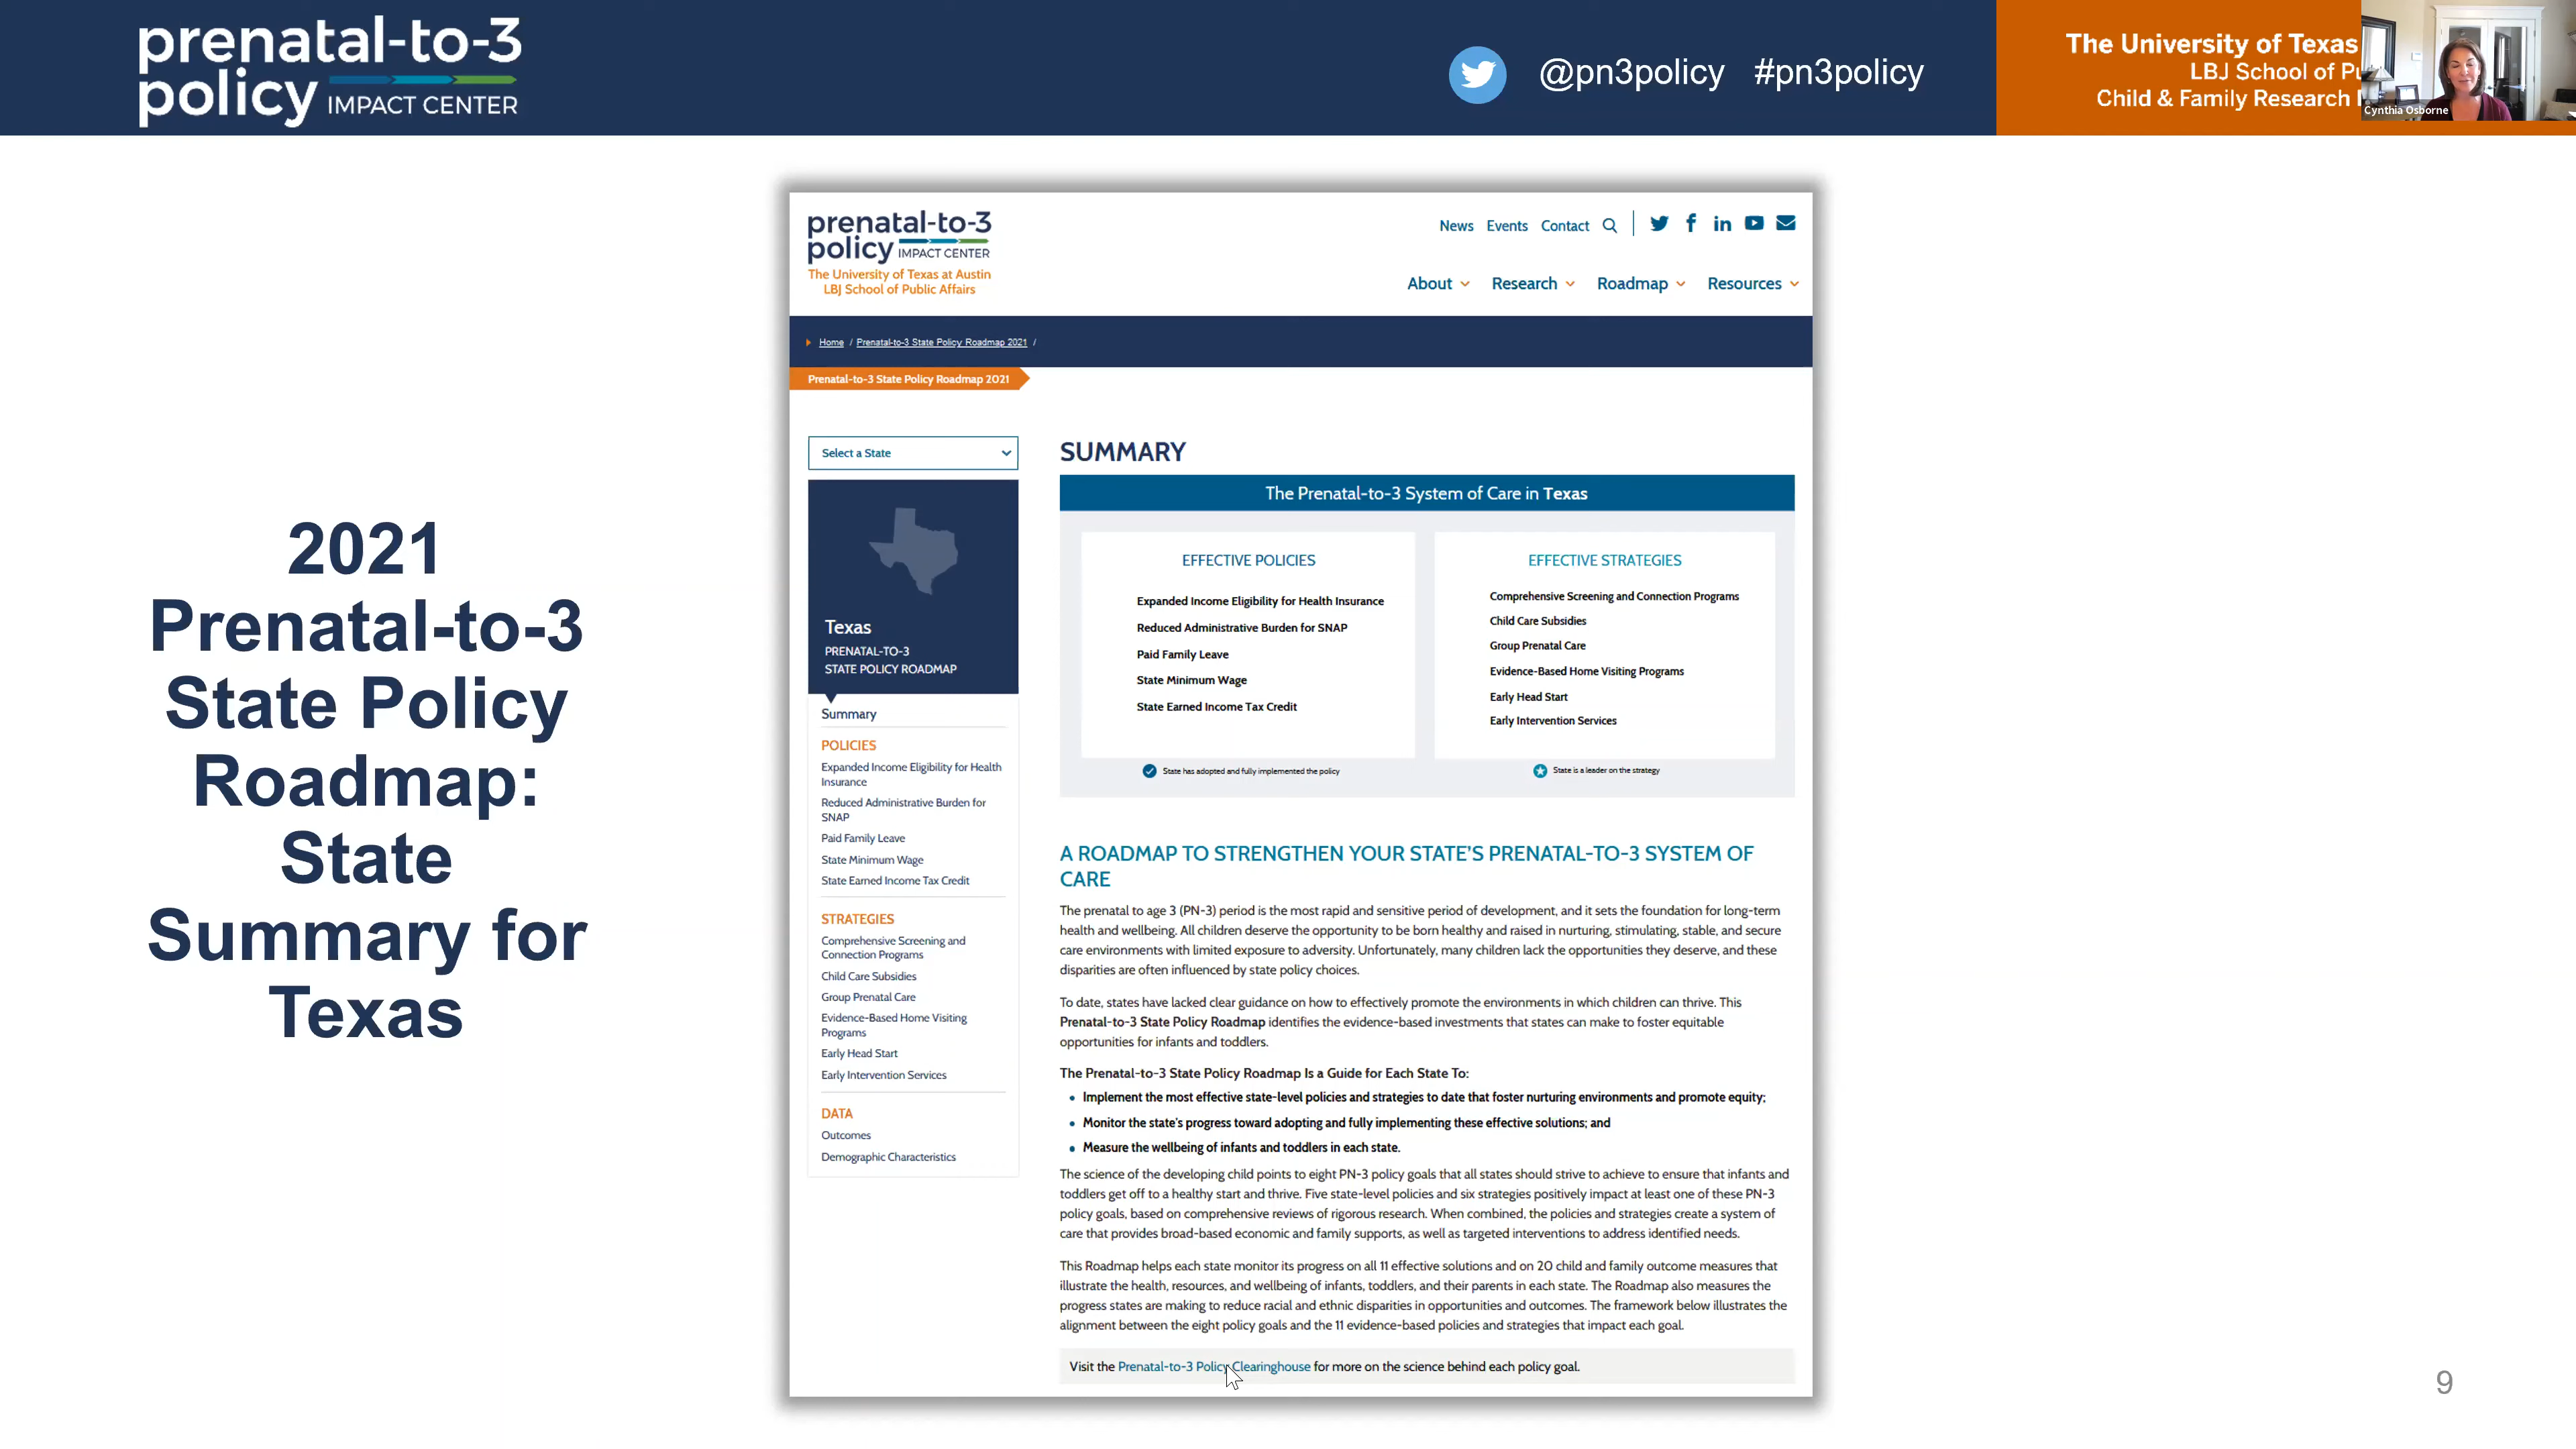 prenatal-to-3
policy IMPACT CENTER
@pn3policy #pn3policy
The University of Texas
LBJ School of
Child & Family Research
Cynthia Osborne
2021
Prenatal-to-3
State Policy
Roadmap:
State
Summary for
Texas
prenatal-to-3
policy IMPACT CENTER
The University of Texas at Austin
LBJ School of Public Affairs
News Events Contact
About Research Roadmap Resources
Home / Prenatal-to-3 State Policy Roadmap 2021 /
Prenatal-to-3 State Policy Roadmap 2021
Select a State
Texas
PRENATAL-TO-3
STATE POLICY ROADMAP
Summary
POLICIES
Expanded Income Eligibility for Health
Insurance
Reduced Administrative Burden for
SNAP
Paid Family Leave
State Minimum Wage
State Earned Income Tax Credit
STRATEGIES
Comprehensive Screening and
Connection Programs
Child Care Subsidies
Group Prenatal Care
Evidence-Based Home Visiting
Programs
Early Head Start
Early Intervention Services
DATA
Outcomes
Demographic Characteristics
SUMMARY
The Prenatal-to-3 System of Care in Texas
EFFECTIVE POLICIES
Expanded Income Eligibility for Health Insurance
Reduced Administrative Burden for SNAP
Paid Family Leave
State Minimum Wage
State Earned Income Tax Credit
State has adopted and fully implemented the policy
EFFECTIVE STRATEGIES
Comprehensive Screening and Connection Programs
Child Care Subsidies
Group Prenatal Care
Evidence-Based Home Visiting Programs
Early Head Start
Early Intervention Services
State is a leader on the strategy
A ROADMAP TO STRENGTHEN YOUR STATE'S PRENATAL-TO-3 SYSTEM OF
CARE
The prenatal to age 3 (PN-3) period is the most rapid and sensitive period of development, and it sets the foundation for long-term
health and wellbeing. All children deserve the opportunity to be born healthy and raised in nurturing, stimulating, stable, and secure
care environments with limited exposure to adversity. Unfortunately, many children lack the opportunities they deserve, and these
disparities are often influenced by state policy choices.
To date, states have lacked clear guidance on how to effectively promote the environments in which children can thrive. This
Prenatal-to-3 State Policy Roadmap identifies the evidence-based investments that states can make to foster equitable
opportunities for infants and toddlers.
The Prenatal-to-3 State Policy Roadmap Is a Guide for Each State To:
• Implement the most effective state-level policies and strategies to date that foster nurturing environments and promote equity;
• Monitor the state's progress toward adopting and fully implementing these effective solutions; and
• Measure the wellbeing of infants and toddlers in each state.
The science of the developing child points to eight PN-3 policy goals that all states should strive to achieve to ensure that infants and
toddlers get off to a healthy start and thrive. Five state-level policies and six strategies positively impact at least one of these PN-3
policy goals, based on comprehensive reviews of rigorous research. When combined, the policies and strategies create a system of
care that provides broad-based economic and family supports, as well as targeted interventions to address identified needs.
This Roadmap helps each state monitor its progress on all 11 effective solutions and on 20 child and family outcome measures that
illustrate the health, resources, and wellbeing of infants, toddlers, and their parents in each state. The Roadmap also measures the
progress states are making to reduce racial and ethnic disparities in opportunities and outcomes. The framework below illustrates the
alignment between the eight policy goals and the 11 evidence-based policies and strategies that impact each goal.
Visit the Prenatal-to-3 Policy Clearinghouse for more on the science behind each policy goal.
9